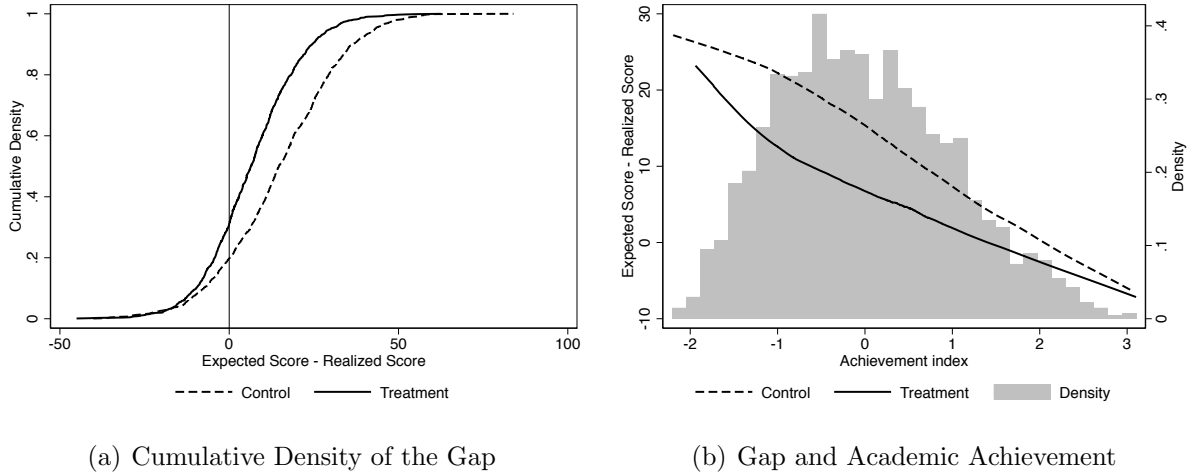 Cumulative Density
1
.8
.6
.4
.2
0
-50
0
50
100
Expected Score - Realized Score
Control
Treatment
(a) Cumulative Density of the Gap
Expected Score - Realized Score
30
20
10
0
-10
.4
.3
.2
.1
0
Density
-2
-1
0
1
2
3
Achievement index
Control
Treatment
Density
(b) Gap and Academic Achievement